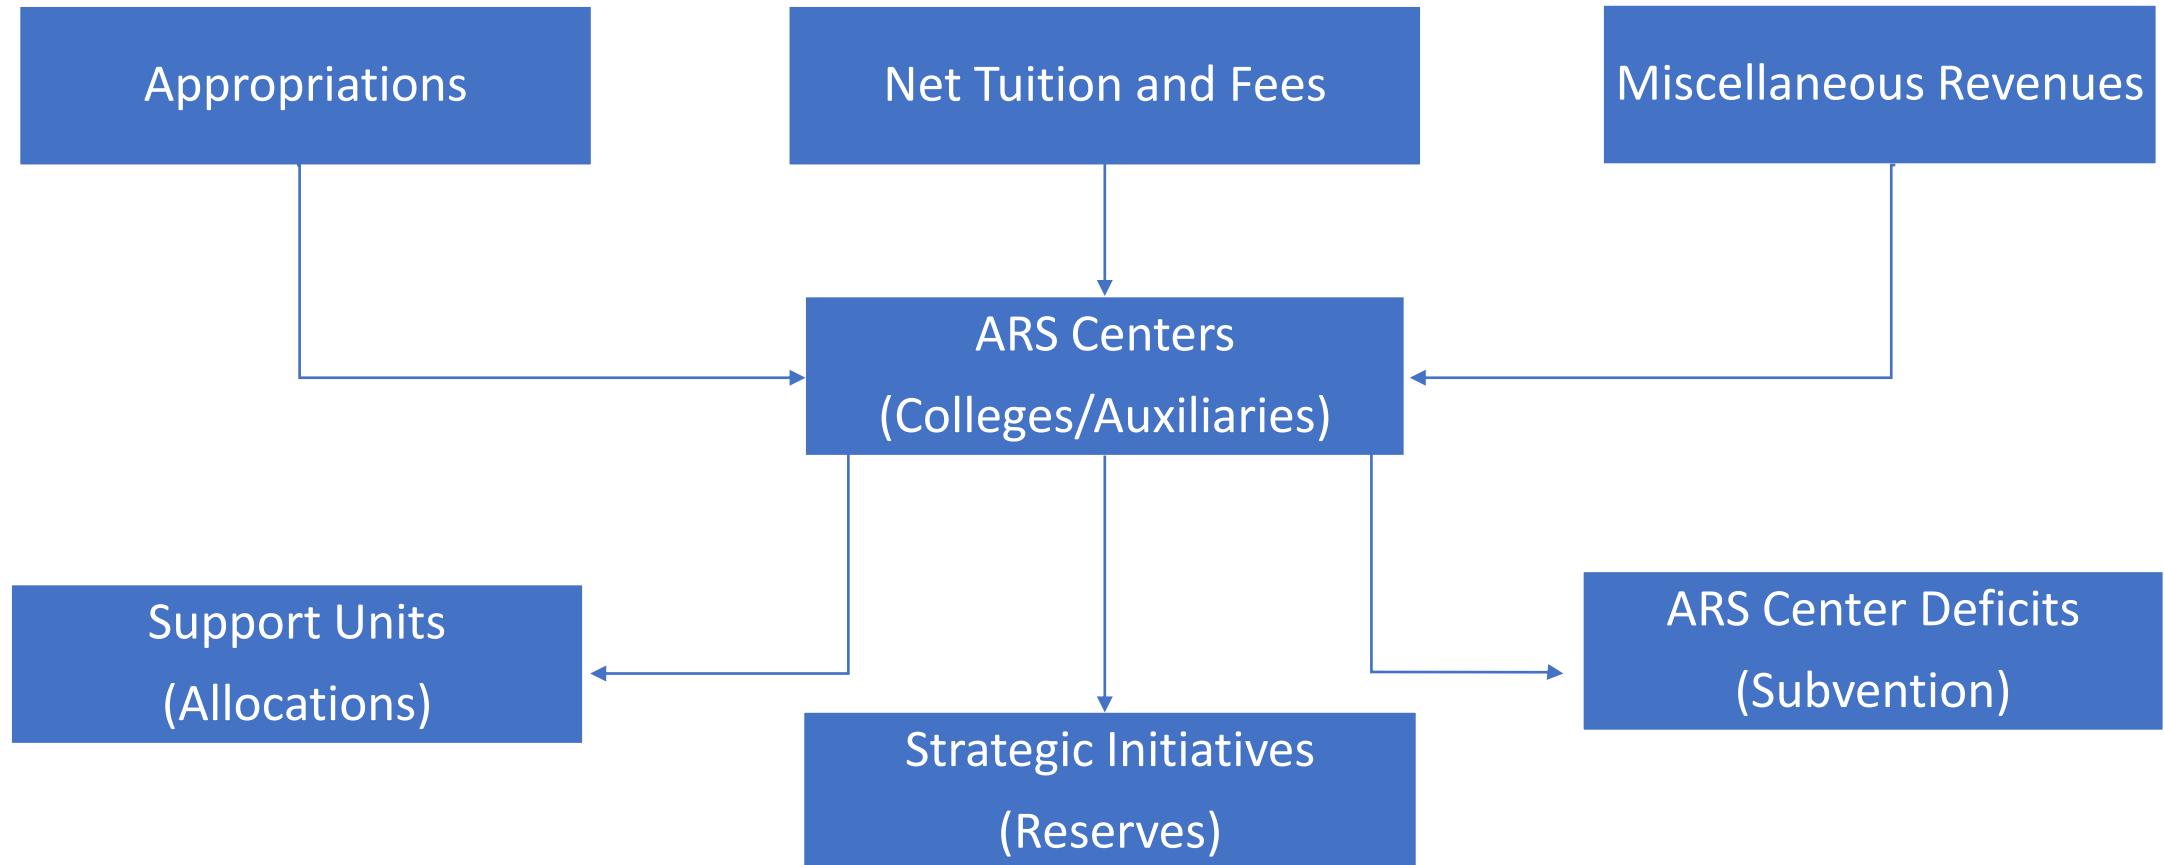 Appropriations
Net Tuition and Fees
Miscellaneous Revenues
ARS Centers
(Colleges/Auxiliaries)
Support Units
(Allocations)
Strategic Initiatives
(Reserves)
ARS Center Deficits
(Subvention)